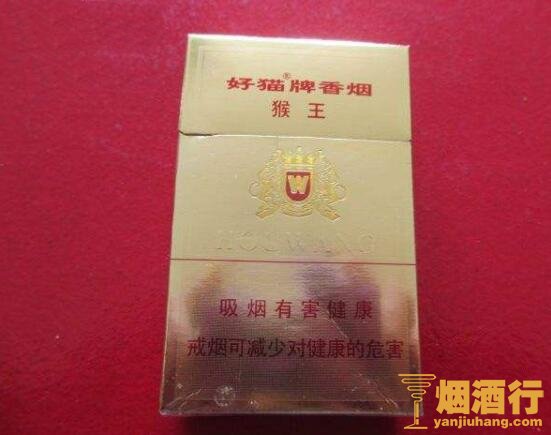 好猫®牌香烟
猴王
W
HOUWANG
吸烟有害健康
戒烟可减少对健康的危害
烟酒行
yanjiuhang.com